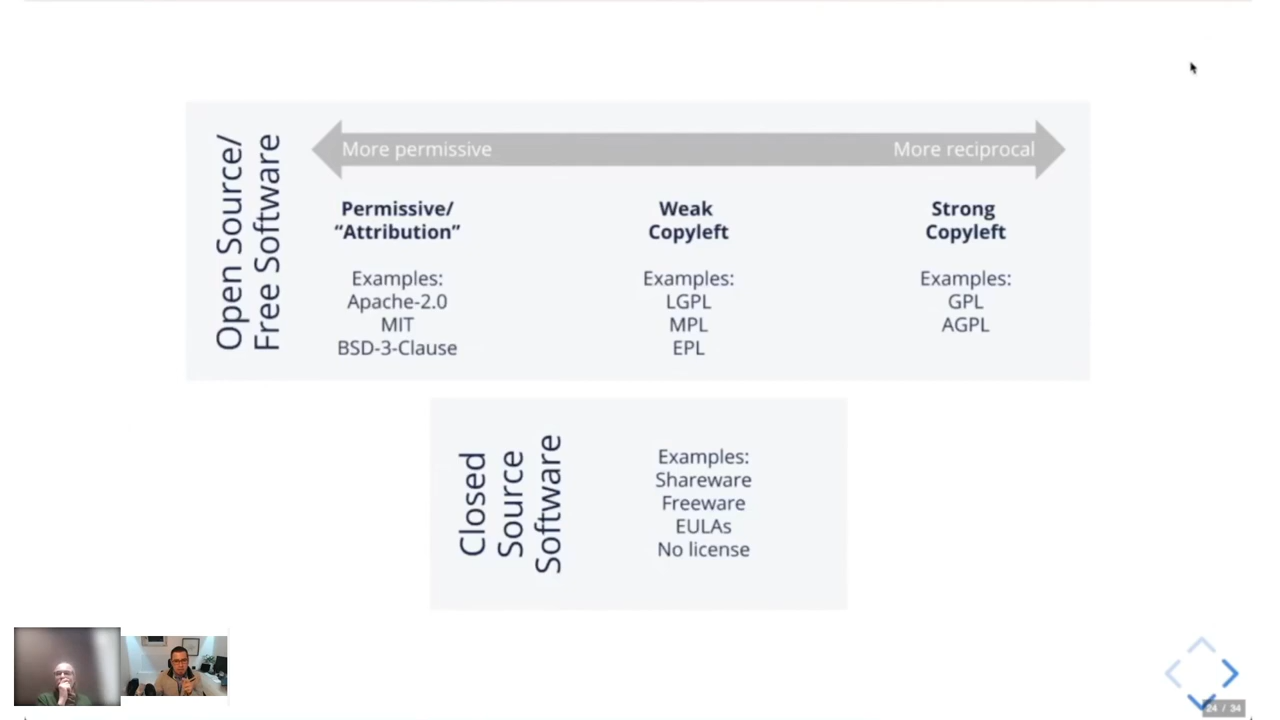 Open Source/
Free Software
More permissive
More reciprocal
Permissive/
“Attribution”
Examples:
Apache-2.0
MIT
BSD-3-Clause
Weak
Copyleft
Examples:
LGPL
MPL
EPL
Strong
Copyleft
Examples:
GPL
AGPL
Closed
Source
Software
Examples:
Shareware
Freeware
EULAs
No license
24 / 34